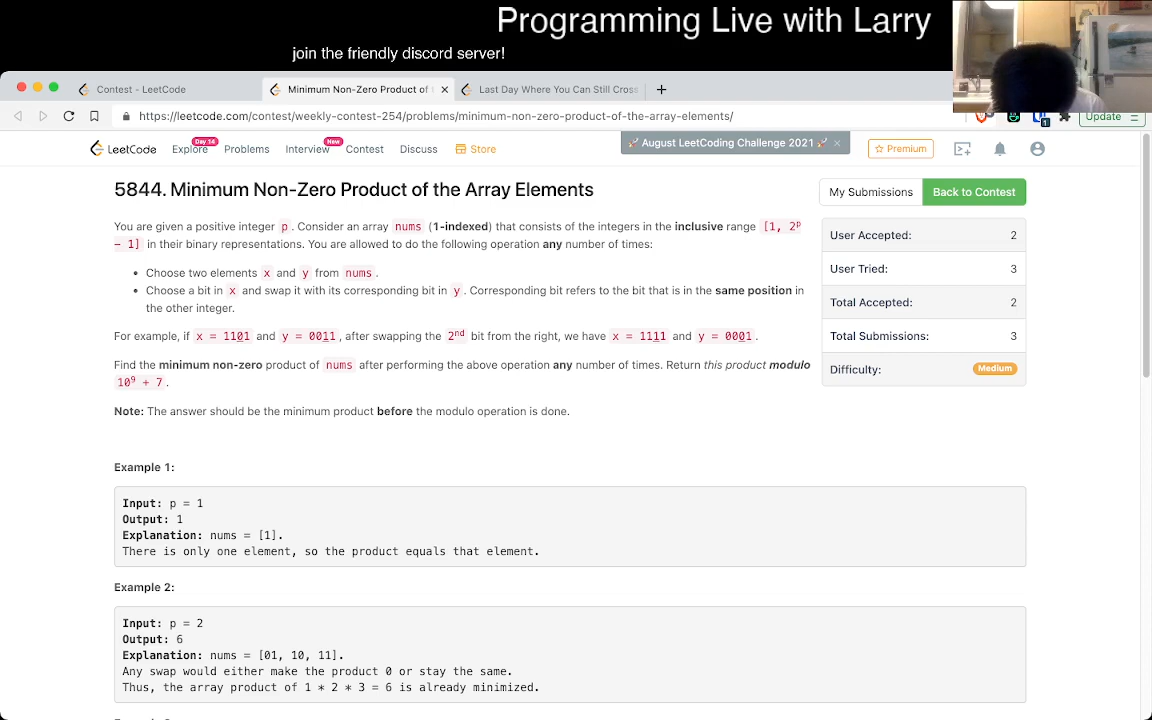 Programming Live with Larry
join the friendly discord server!
Contest - LeetCode
Minimum Non-Zero Product of
Last Day Where You Can Still Cross
https://leetcode.com/contest/weekly-contest-254/problems/minimum-non-zero-product-of-the-array-elements/
Update
LeetCode Explore Day 14 Problems Interview New Contest Discuss Store
🚀 August LeetCoding Challenge 2021 🚀
Premium
5844. Minimum Non-Zero Product of the Array Elements
My Submissions
Back to Contest
You are given a positive integer p. Consider an array nums (1-indexed) that consists of the integers in the inclusive range [1, 2^p
− 1] in their binary representations. You are allowed to do the following operation any number of times:
• Choose two elements x and y from nums.
• Choose a bit in x and swap it with its corresponding bit in y. Corresponding bit refers to the bit that is in the same position in
the other integer.
For example, if x = 1101 and y = 0011, after swapping the 2nd bit from the right, we have x = 1111 and y = 0001.
Find the minimum non-zero product of nums after performing the above operation any number of times. Return this product modulo
10^9 + 7.
Note: The answer should be the minimum product before the modulo operation is done.
User Accepted: 2
User Tried: 3
Total Accepted: 2
Total Submissions: 3
Difficulty: Medium
Example 1:
Input: p = 1
Output: 1
Explanation: nums = [1].
There is only one element, so the product equals that element.
Example 2:
Input: p = 2
Output: 6
Explanation: nums = [01, 10, 11].
Any swap would either make the product 0 or stay the same.
Thus, the array product of 1 * 2 * 3 = 6 is already minimized.